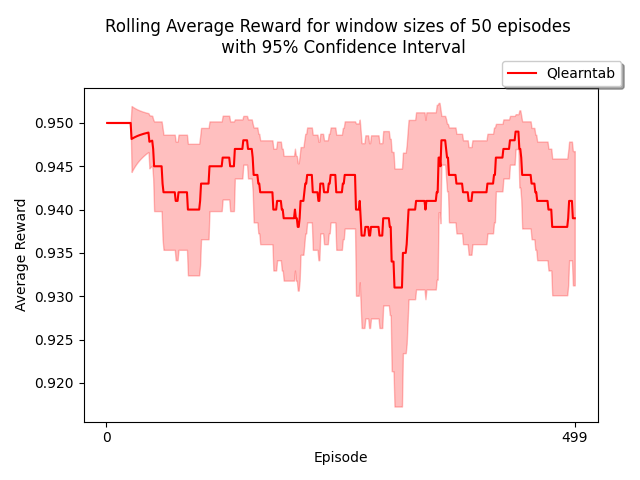 Rolling Average Reward for window sizes of 50 episodes
with 95% Confidence Interval
Qlearntab
0.950
0.945
0.940
0.935
0.930
0.925
0.920
Average Reward
0
499
Episode